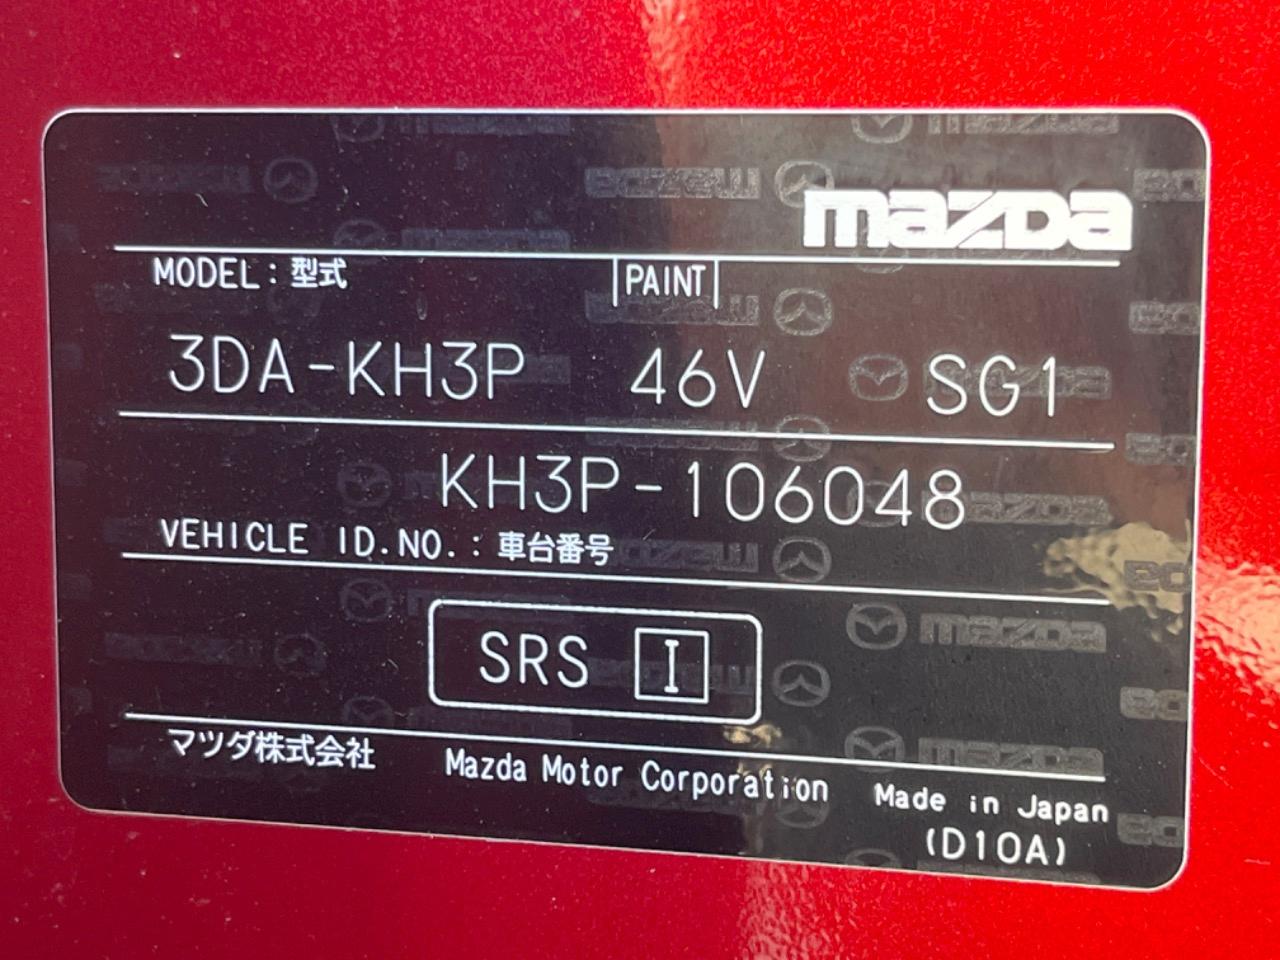 mazda
MODEL：型式 PAINT
3DA-KH3P 46V SG1
KH3P-106048
VEHICLE ID.NO.：車台番号
SRS I
マツダ株式会社 Mazda Motor Corporation Made in Japan
(D10A)